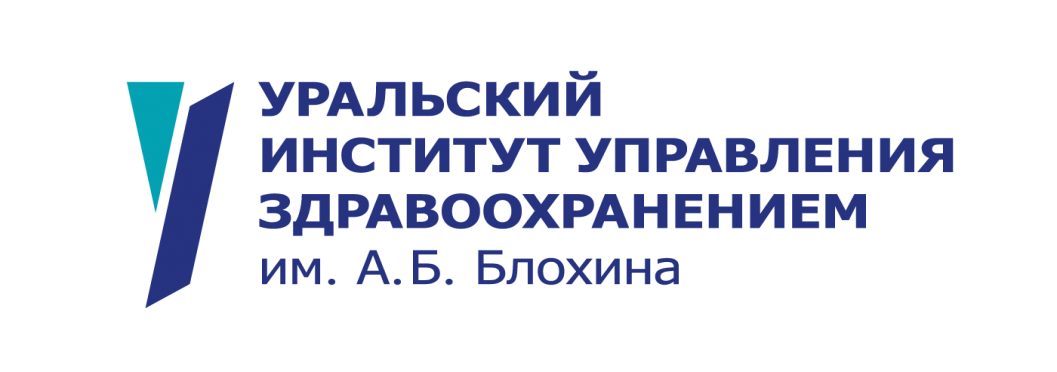 УРАЛЬСКИЙ
ИНСТИТУТ УПРАВЛЕНИЯ
ЗДРАВООХРАНЕНИЕМ
им. А.Б. Блохина